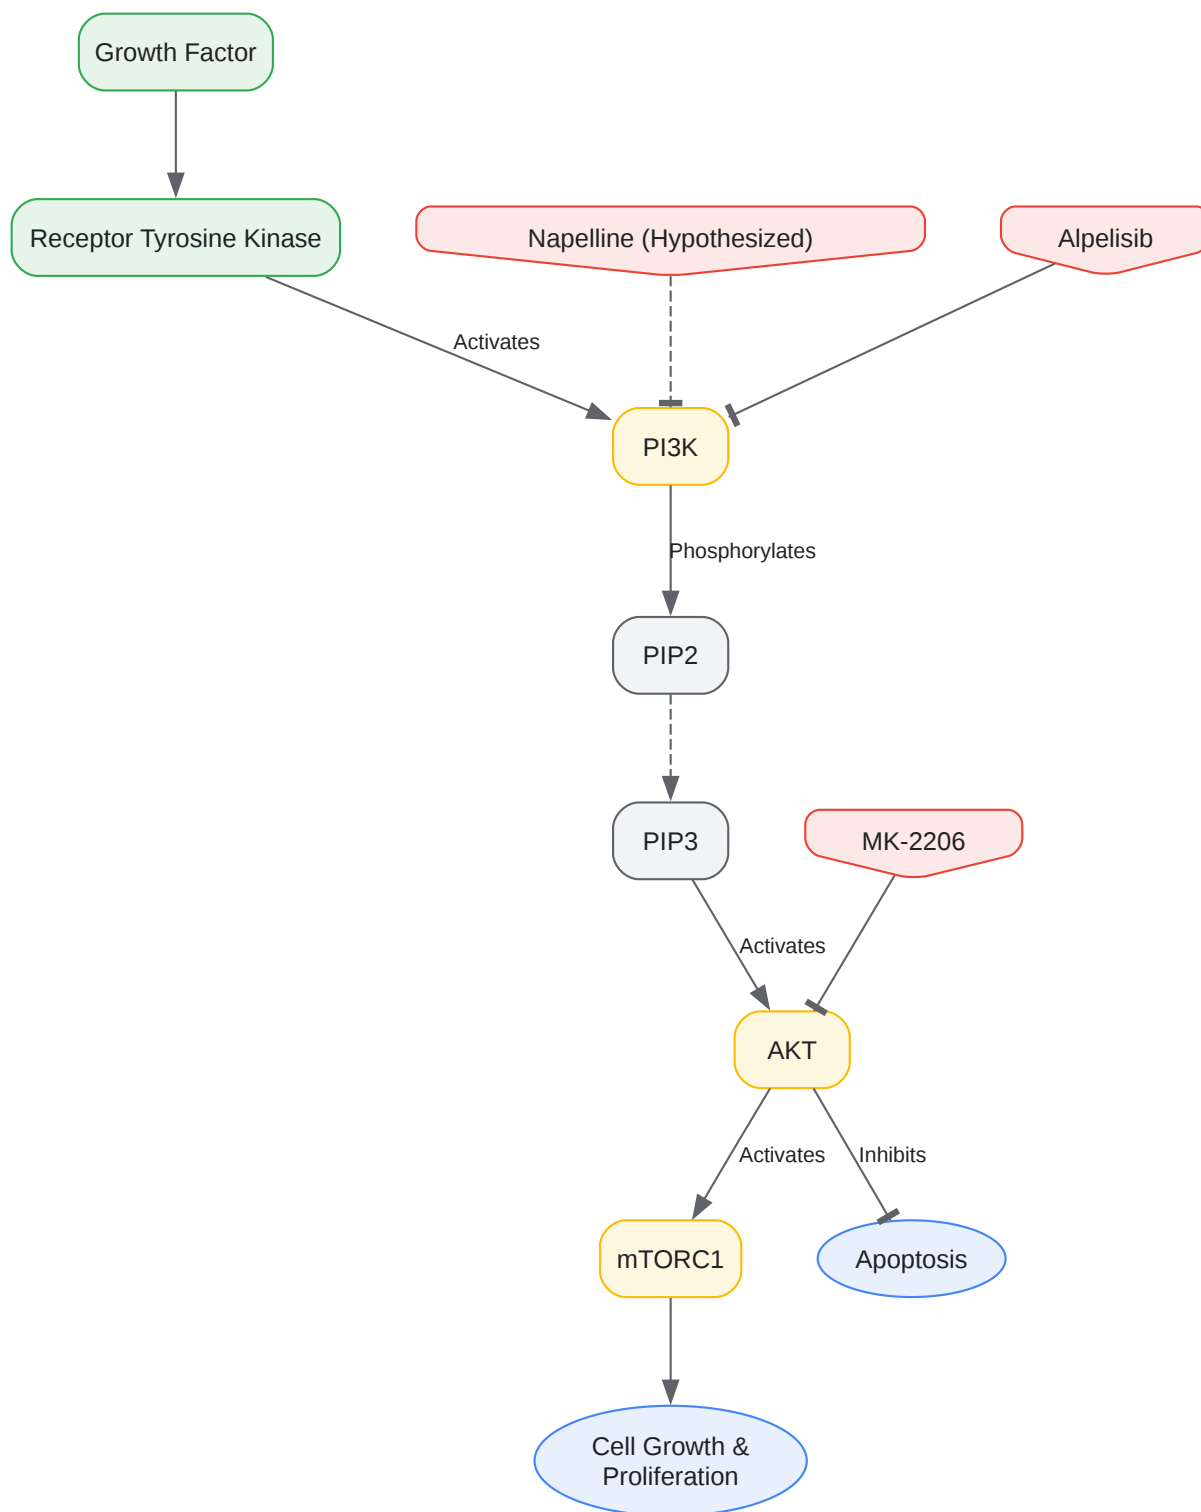 Growth Factor
Receptor Tyrosine Kinase
Napelline (Hypothesized)
Alpelisib
Activates
PI3K
Phosphorylates
PIP2
PIP3
MK-2206
Activates
AKT
Activates
Inhibits
mTORC1
Apoptosis
Cell Growth &
Proliferation